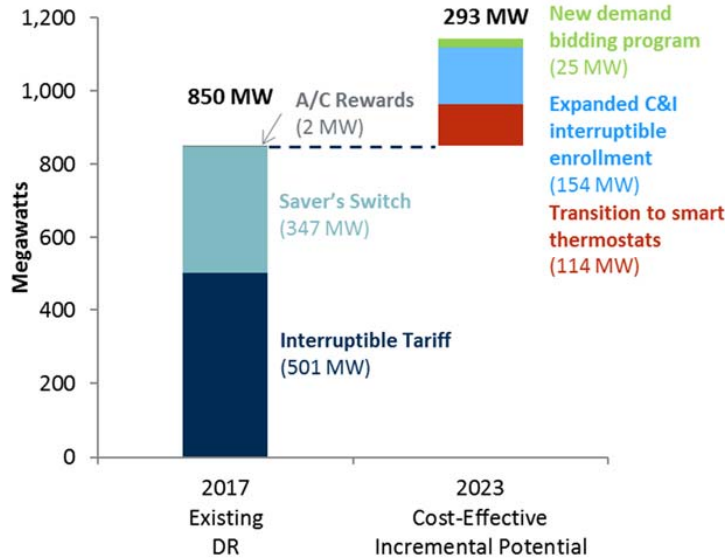 1,200
1,000
800
600
400
200
0
Megawatts
850 MW
A/C Rewards
(2 MW)
Saver's Switch
(347 MW)
Interruptible Tariff
(501 MW)
293 MW
New demand
bidding program
(25 MW)
Expanded C&I
interruptible
enrollment
(154 MW)
Transition to smart
thermostats
(114 MW)
2017
Existing
DR
2023
Cost-Effective
Incremental Potential